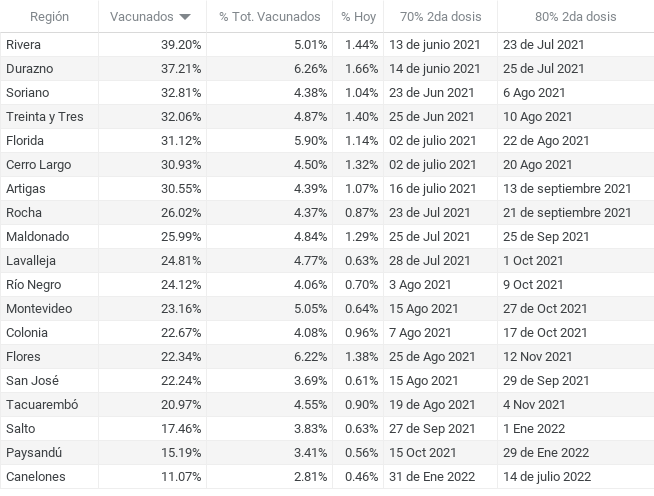 Región Vacunados % Tot. Vacunados % Hoy 70% 2da dosis 80% 2da dosis
Rivera 39.20% 5.01% 1.44% 13 de junio 2021 23 de Jul 2021
Durazno 37.21% 6.26% 1.66% 14 de junio 2021 25 de Jul 2021
Soriano 32.81% 4.38% 1.04% 23 de Jun 2021 6 Ago 2021
Treinta y Tres 32.06% 4.87% 1.40% 25 de Jun 2021 10 Ago 2021
Florida 31.12% 5.90% 1.14% 02 de julio 2021 22 de Ago 2021
Cerro Largo 30.93% 4.50% 1.32% 02 de julio 2021 20 Ago 2021
Artigas 30.55% 4.39% 1.07% 16 de julio 2021 13 de septiembre 2021
Rocha 26.02% 4.37% 0.87% 23 de Jul 2021 21 de septiembre 2021
Maldonado 25.99% 4.84% 1.29% 25 de Jul 2021 25 de Sep 2021
Lavalleja 24.81% 4.77% 0.63% 28 de Jul 2021 1 Oct 2021
Río Negro 24.12% 4.06% 0.70% 3 Ago 2021 9 Oct 2021
Montevideo 23.16% 5.05% 0.64% 15 Ago 2021 27 de Oct 2021
Colonia 22.67% 4.08% 0.96% 7 Ago 2021 17 de Oct 2021
Flores 22.34% 6.22% 1.38% 25 de Ago 2021 12 Nov 2021
San José 22.24% 3.69% 0.61% 15 Ago 2021 29 de Sep 2021
Tacuarembó 20.97% 4.55% 0.90% 19 de Ago 2021 4 Nov 2021
Salto 17.46% 3.83% 0.63% 27 de Sep 2021 1 Ene 2022
Paysandú 15.19% 3.41% 0.56% 15 Oct 2021 29 de Ene 2022
Canelones 11.07% 2.81% 0.46% 31 de Ene 2022 14 de julio 2022